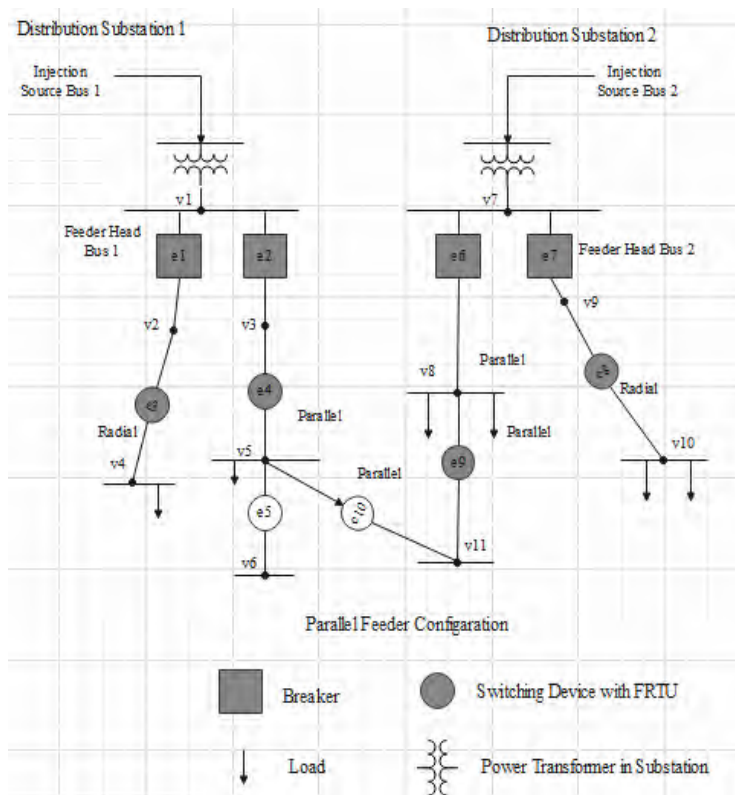 Distribution Substation 1
Distribution Substation 2
Injection
Source Bus 1
Injection
Source Bus 2
v1
v7
Feeder Head
Bus 1
e1
e2
e6
e7
Feeder Head Bus 2
v2
v3
v9
e3
e4
v8
Parallel
e8
Radial
Radial
Parallel
Parallel
v4
v5
Parallel
e9
v10
e5
e10
v6
v11
Parallel Feeder Configaration
Breaker
Switching Device with FRTU
Load
Power Transformer in Substation